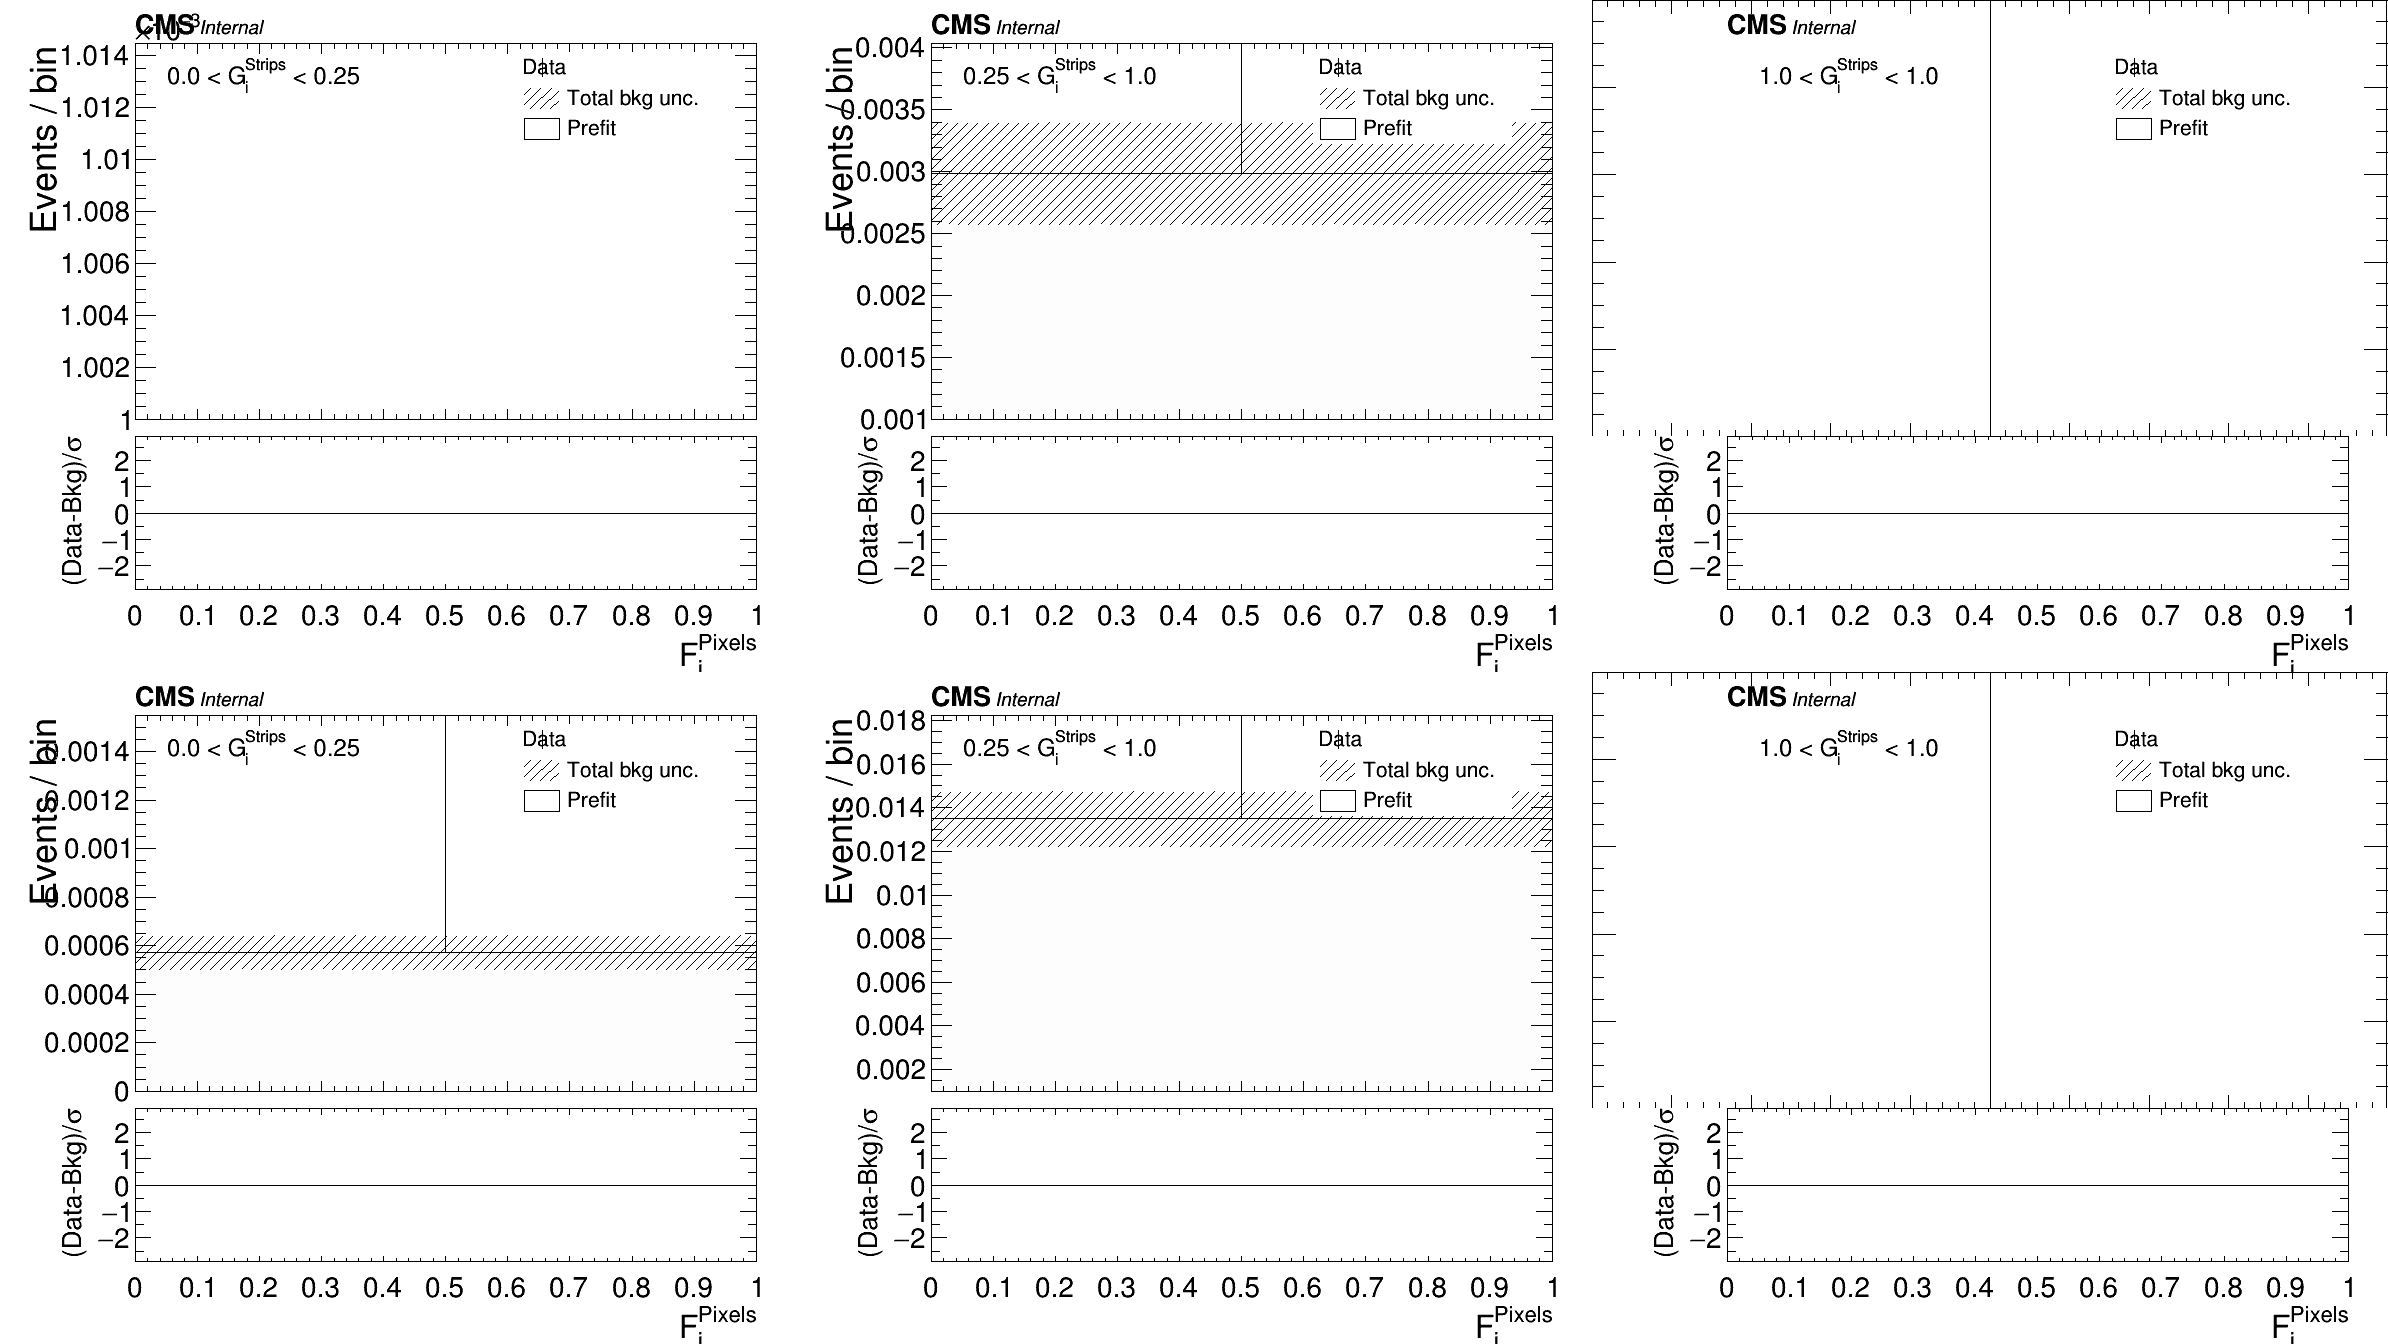 CMS Internal
×10⁻³
0.0 < G_i^Strips < 0.25
Data
Total bkg unc.
Prefit
Events / bin
1.014
1.012
1.01
1.008
1.006
1.004
1.002
1
(Data-Bkg)/σ
2
1
0
−1
−2
0 0.1 0.2 0.3 0.4 0.5 0.6 0.7 0.8 0.9 1
F_i^Pixels
CMS Internal
0.25 < G_i^Strips < 1.0
Data
Total bkg unc.
Prefit
Events / bin
0.004
0.0035
0.003
0.0025
0.002
0.0015
0.001
(Data-Bkg)/σ
2
1
0
−1
−2
0 0.1 0.2 0.3 0.4 0.5 0.6 0.7 0.8 0.9 1
F_i^Pixels
CMS Internal
1.0 < G_i^Strips < 1.0
Data
Total bkg unc.
Prefit
(Data-Bkg)/σ
2
1
0
−1
−2
0 0.1 0.2 0.3 0.4 0.5 0.6 0.7 0.8 0.9 1
F_i^Pixels
CMS Internal
0.0 < G_i^Strips < 0.25
Data
Total bkg unc.
Prefit
Events / bin
0.0014
0.0012
0.001
0.0008
0.0006
0.0004
0.0002
0
(Data-Bkg)/σ
2
1
0
−1
−2
0 0.1 0.2 0.3 0.4 0.5 0.6 0.7 0.8 0.9 1
F_i^Pixels
CMS Internal
0.25 < G_i^Strips < 1.0
Data
Total bkg unc.
Prefit
Events / bin
0.018
0.016
0.014
0.012
0.01
0.008
0.006
0.004
0.002
(Data-Bkg)/σ
2
1
0
−1
−2
0 0.1 0.2 0.3 0.4 0.5 0.6 0.7 0.8 0.9 1
F_i^Pixels
CMS Internal
1.0 < G_i^Strips < 1.0
Data
Total bkg unc.
Prefit
(Data-Bkg)/σ
2
1
0
−1
−2
0 0.1 0.2 0.3 0.4 0.5 0.6 0.7 0.8 0.9 1
F_i^Pixels